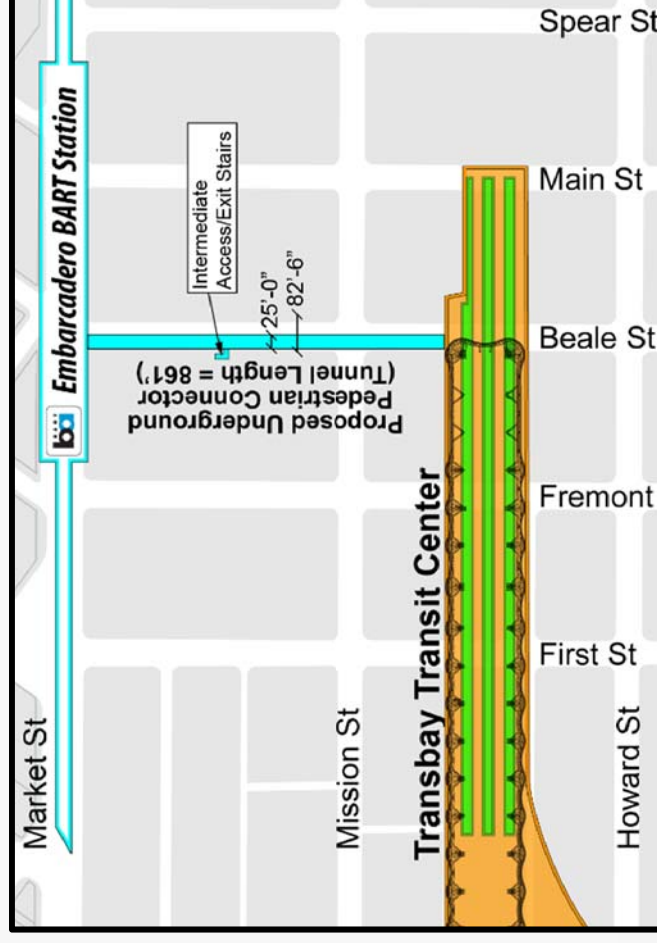 Spear St
Embarcadero BART Station
ba
Intermediate
Access/Exit Stairs
Main St
25'-0"
82'-6"
Beale St
Proposed Underground
Pedestrian Connector
(Tunnel Length = 861')
Transbay Transit Center
Fremont
First St
Market St
Mission St
Howard St